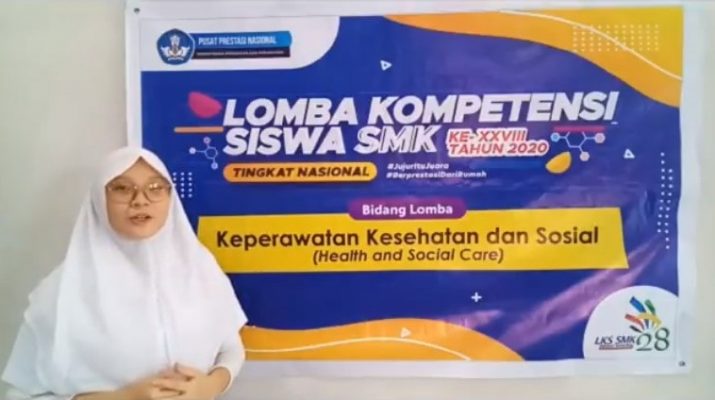 PUSAT PRESTASI NASIONAL
LOMBA KOMPETENSI
SISWA SMK KE-XXVIII
TAHUN 2020
TINGKAT NASIONAL
#JujurItuJuara
#BerprestasiDariRumah
Bidang Lomba
Keperawatan Kesehatan dan Sosial
(Health and Social Care)
LKS SMK 28